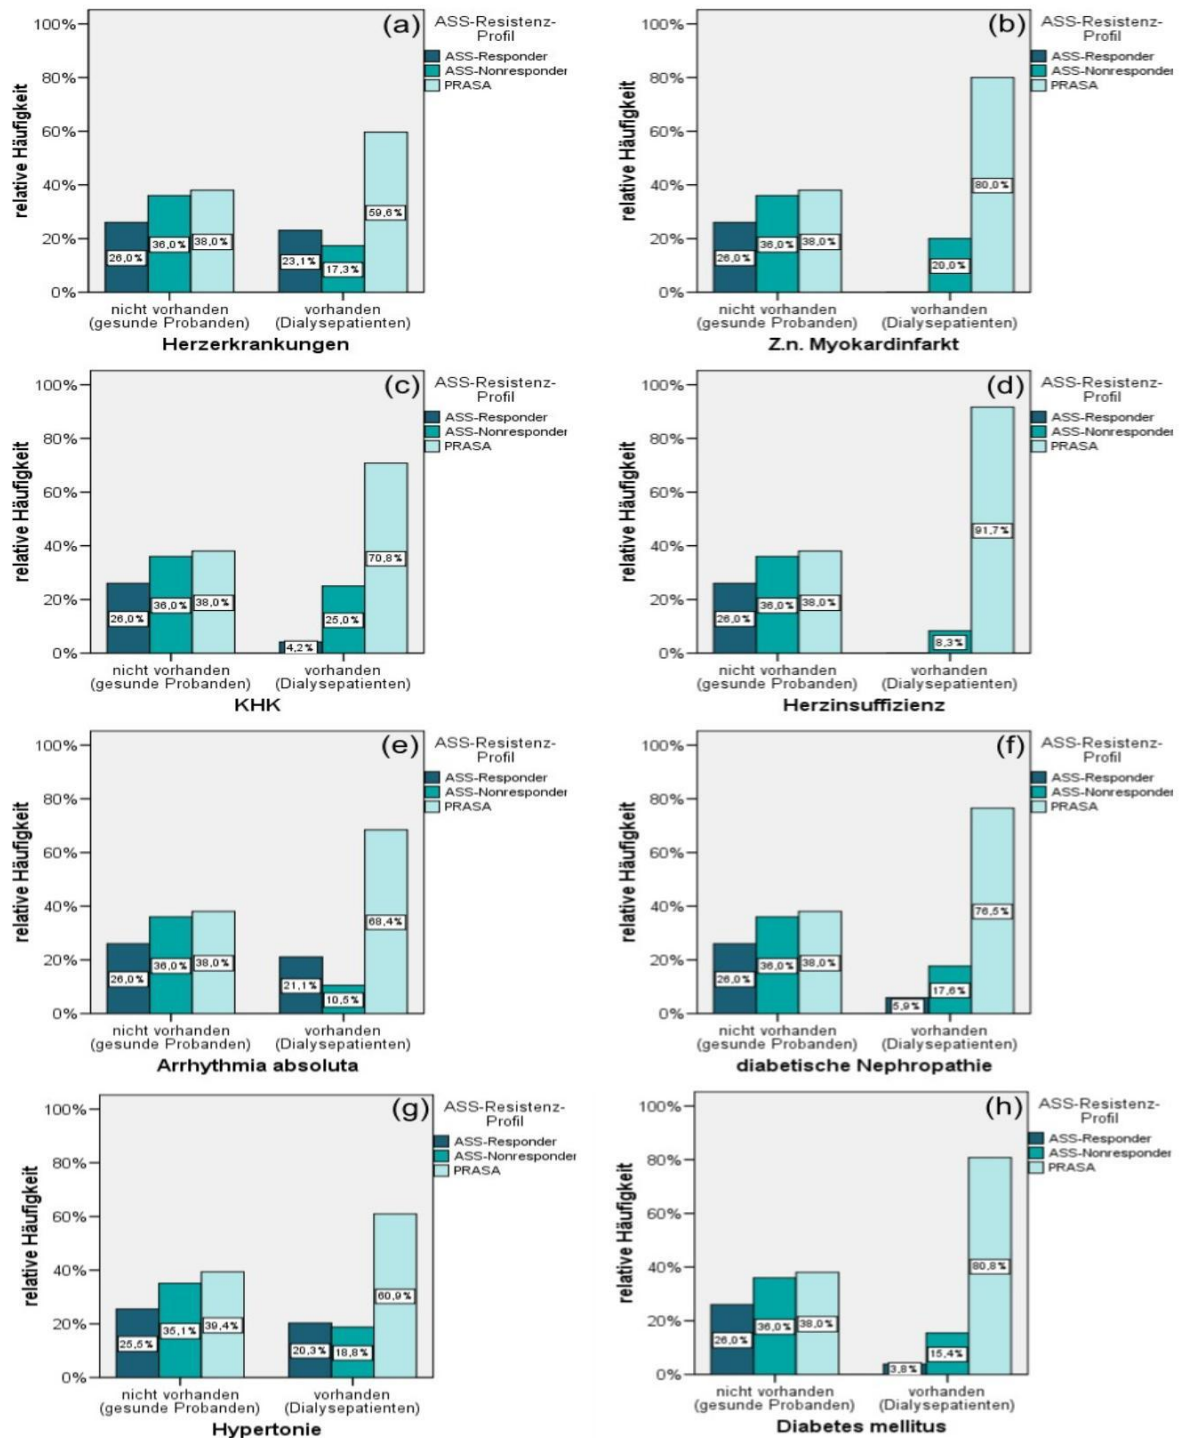 (a)
ASS-Resistenz-
Profil
ASS-Responder
ASS-Nonresponder
PRASA
relative Häufigkeit
100%
80%
60%
40%
20%
0%
26,0%
36,0%
38,0%
23,1%
17,3%
59,6%
nicht vorhanden
(gesunde Probanden)
vorhanden
(Dialysepatienten)
Herzerkrankungen
(b)
ASS-Resistenz-
Profil
ASS-Responder
ASS-Nonresponder
PRASA
relative Häufigkeit
100%
80%
60%
40%
20%
0%
26,0%
36,0%
38,0%
20,0%
80,0%
nicht vorhanden
(gesunde Probanden)
vorhanden
(Dialysepatienten)
Z.n. Myokardinfarkt
(c)
ASS-Resistenz-
Profil
ASS-Responder
ASS-Nonresponder
PRASA
relative Häufigkeit
100%
80%
60%
40%
20%
0%
26,0%
36,0%
38,0%
4,2%
25,0%
70,8%
nicht vorhanden
(gesunde Probanden)
vorhanden
(Dialysepatienten)
KHK
(d)
ASS-Resistenz-
Profil
ASS-Responder
ASS-Nonresponder
PRASA
relative Häufigkeit
100%
80%
60%
40%
20%
0%
26,0%
36,0%
38,0%
8,3%
91,7%
nicht vorhanden
(gesunde Probanden)
vorhanden
(Dialysepatienten)
Herzinsuffizienz
(e)
ASS-Resistenz-
Profil
ASS-Responder
ASS-Nonresponder
PRASA
relative Häufigkeit
100%
80%
60%
40%
20%
0%
26,0%
36,0%
38,0%
21,1%
10,5%
68,4%
nicht vorhanden
(gesunde Probanden)
vorhanden
(Dialysepatienten)
Arrhythmia absoluta
(f)
ASS-Resistenz-
Profil
ASS-Responder
ASS-Nonresponder
PRASA
relative Häufigkeit
100%
80%
60%
40%
20%
0%
26,0%
36,0%
38,0%
5,9%
17,6%
76,5%
nicht vorhanden
(gesunde Probanden)
vorhanden
(Dialysepatienten)
diabetische Nephropathie
(g)
ASS-Resistenz-
Profil
ASS-Responder
ASS-Nonresponder
PRASA
relative Häufigkeit
100%
80%
60%
40%
20%
0%
25,5%
35,1%
39,4%
20,3%
18,8%
60,9%
nicht vorhanden
(gesunde Probanden)
vorhanden
(Dialysepatienten)
Hypertonie
(h)
ASS-Resistenz-
Profil
ASS-Responder
ASS-Nonresponder
PRASA
relative Häufigkeit
100%
80%
60%
40%
20%
0%
26,0%
36,0%
38,0%
3,8%
15,4%
80,8%
nicht vorhanden
(gesunde Probanden)
vorhanden
(Dialysepatienten)
Diabetes mellitus